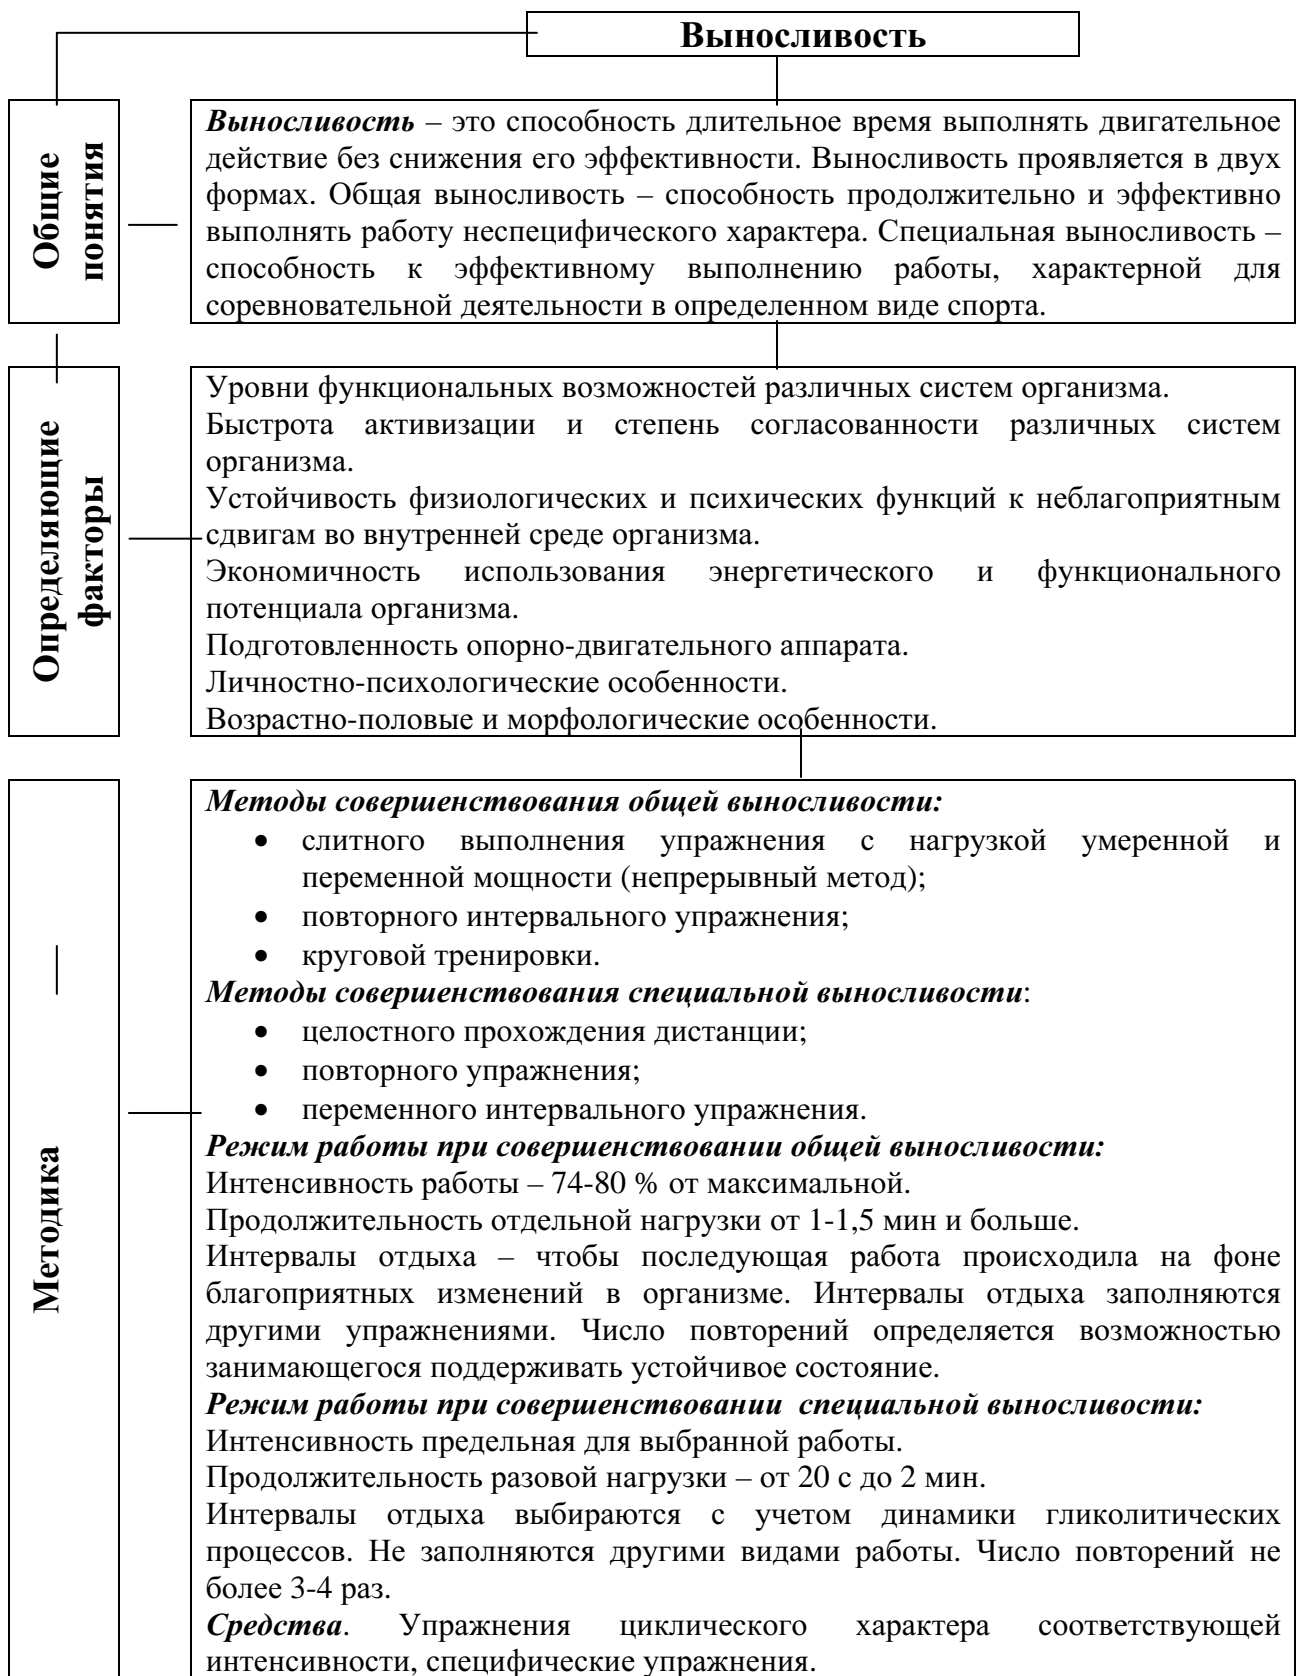 Выносливость
Общие
понятия
Выносливость – это способность длительное время выполнять двигательное
действие без снижения его эффективности. Выносливость проявляется в двух
формах. Общая выносливость – способность продолжительно и эффективно
выполнять работу неспецифического характера. Специальная выносливость –
способность к эффективному выполнению работы, характерной для
соревновательной деятельности в определенном виде спорта.
Определяющие
факторы
Уровни функциональных возможностей различных систем организма.
Быстрота активизации и степень согласованности различных систем
организма.
Устойчивость физиологических и психических функций к неблагоприятным
сдвигам во внутренней среде организма.
Экономичность использования энергетического и функционального
потенциала организма.
Подготовленность опорно-двигательного аппарата.
Личностно-психологические особенности.
Возрастно-половые и морфологические особенности.
Методика
Методы совершенствования общей выносливости:
• слитного выполнения упражнения с нагрузкой умеренной и
переменной мощности (непрерывный метод);
• повторного интервального упражнения;
• круговой тренировки.
Методы совершенствования специальной выносливости:
• целостного прохождения дистанции;
• повторного упражнения;
• переменного интервального упражнения.
Режим работы при совершенствовании общей выносливости:
Интенсивность работы – 74-80 % от максимальной.
Продолжительность отдельной нагрузки от 1-1,5 мин и больше.
Интервалы отдыха – чтобы последующая работа происходила на фоне
благоприятных изменений в организме. Интервалы отдыха заполняются
другими упражнениями. Число повторений определяется возможностью
занимающегося поддерживать устойчивое состояние.
Режим работы при совершенствовании специальной выносливости:
Интенсивность предельная для выбранной работы.
Продолжительность разовой нагрузки – от 20 с до 2 мин.
Интервалы отдыха выбираются с учетом динамики гликолитических
процессов. Не заполняются другими видами работы. Число повторений не
более 3-4 раз.
Средства. Упражнения циклического характера соответствующей
интенсивности, специфические упражнения.